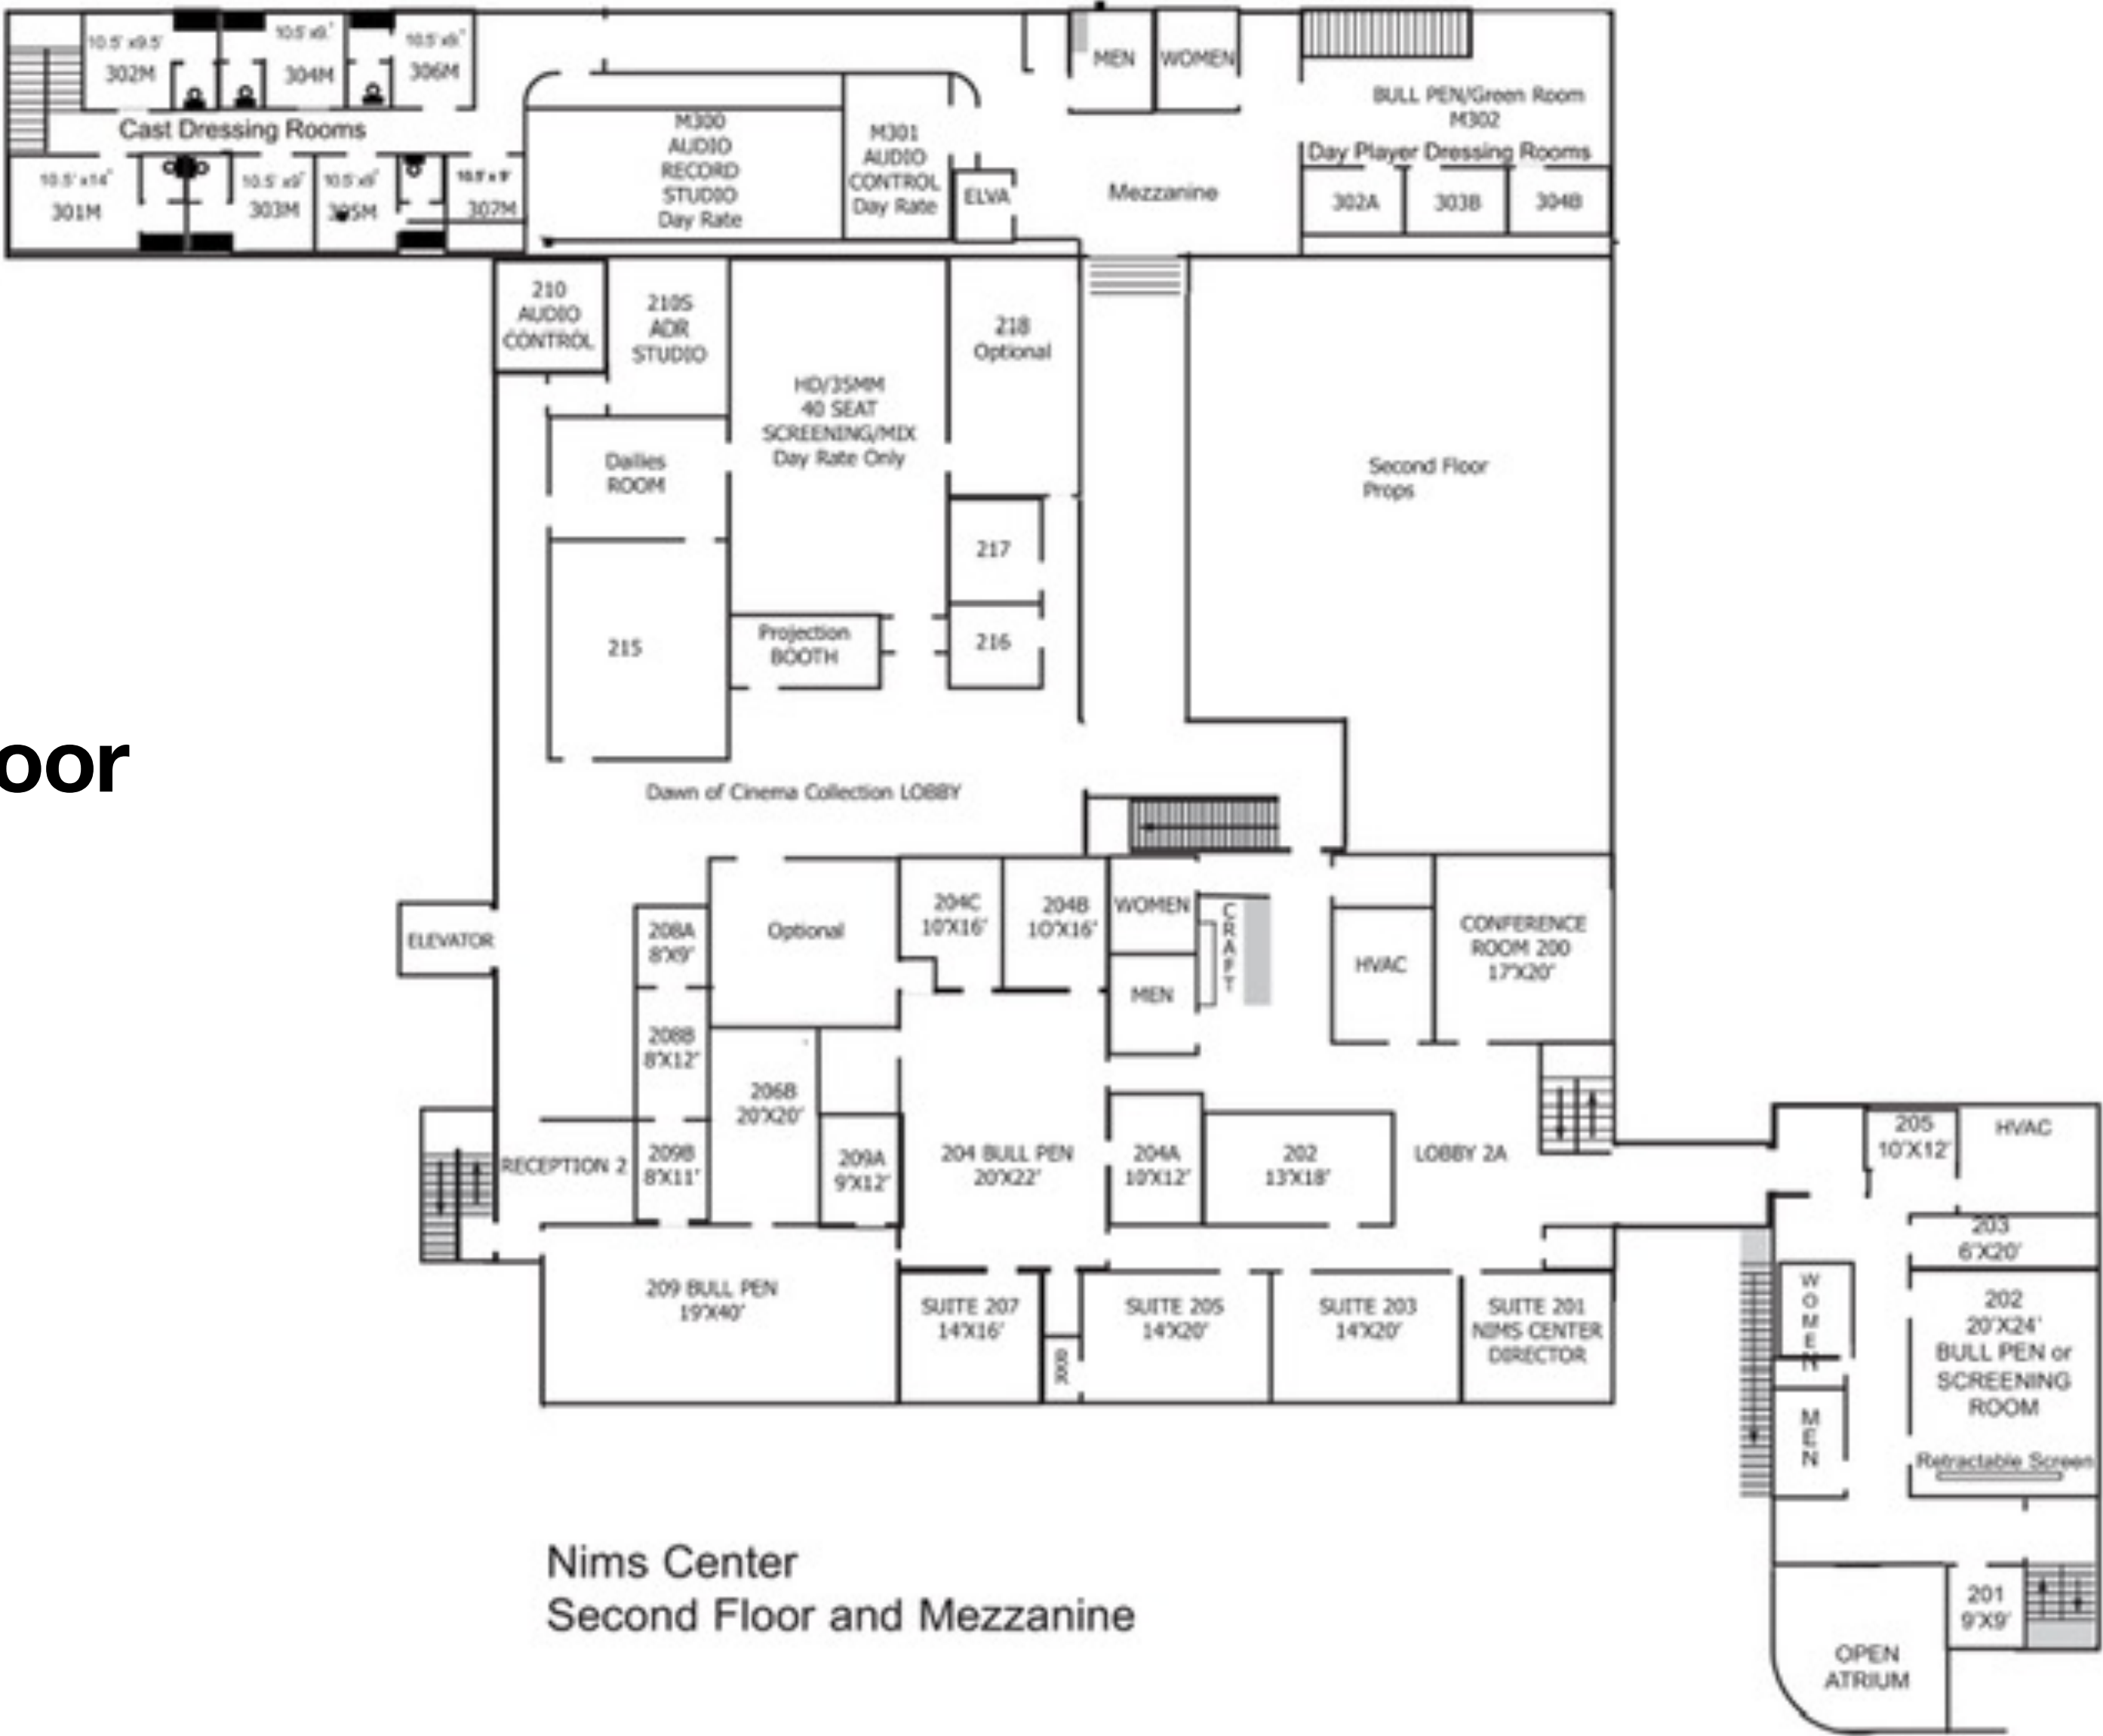 10.5' x9.5'
302M
10.5' x9.'
304M
10.5' x9.'
306M
Cast Dressing Rooms
10.5' x14'
301M
10.5' x9'
303M
10.5'x9'
305M
10.5' x 9'
307M
M300
AUDIO
RECORD
STUDIO
Day Rate
M301
AUDIO
CONTROL
Day Rate
ELVA
MEN
WOMEN
Mezzanine
BULL PEN/Green Room
M302
Day Player Dressing Rooms
302A
303B
304B
210
AUDIO
CONTROL
210S
ADR
STUDIO
HD/35MM
40 SEAT
SCREENING/MIX
Day Rate Only
218
Optional
Dailies
ROOM
Second Floor
Props
217
215
Projection
BOOTH
216
oor
Dawn of Cinema Collection LOBBY
ELEVATOR
208A
8'X9'
Optional
204C
10'X16'
204B
10'X16'
WOMEN
CRAFT
MEN
HVAC
CONFERENCE
ROOM 200
17'X20'
208B
8'X12'
206B
20'X20'
RECEPTION 2
209B
8'X11'
209A
9'X12'
204 BULL PEN
20'X22'
204A
10'X12'
202
13'X18'
LOBBY 2A
205
10'X12'
HVAC
203
6'X20'
209 BULL PEN
19'X40'
SUITE 207
14'X16'
SUITE 205
14'X20'
SUITE 203
14'X20'
SUITE 201
NIMS CENTER
DIRECTOR
WOMEN
MEN
202
20'X24'
BULL PEN or
SCREENING
ROOM
Retractable Screen
201
9'X9'
OPEN
ATRIUM
Nims Center
Second Floor and Mezzanine